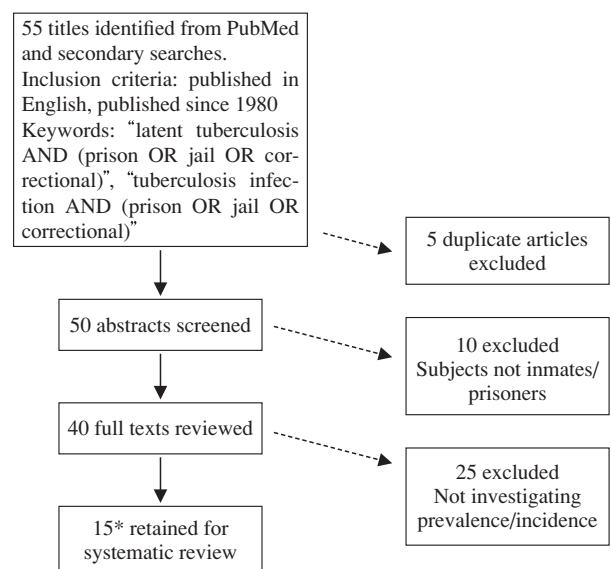 55 titles identified from PubMed
and secondary searches.
Inclusion criteria: published in
English, published since 1980
Keywords: “latent tuberculosis
AND (prison OR jail OR cor-
rectional)”, “tuberculosis infec-
tion AND (prison OR jail OR
correctional)”
5 duplicate articles
excluded
50 abstracts screened
10 excluded
Subjects not inmates/
prisoners
40 full texts reviewed
25 excluded
Not investigating
prevalence/incidence
15* retained for
systematic review